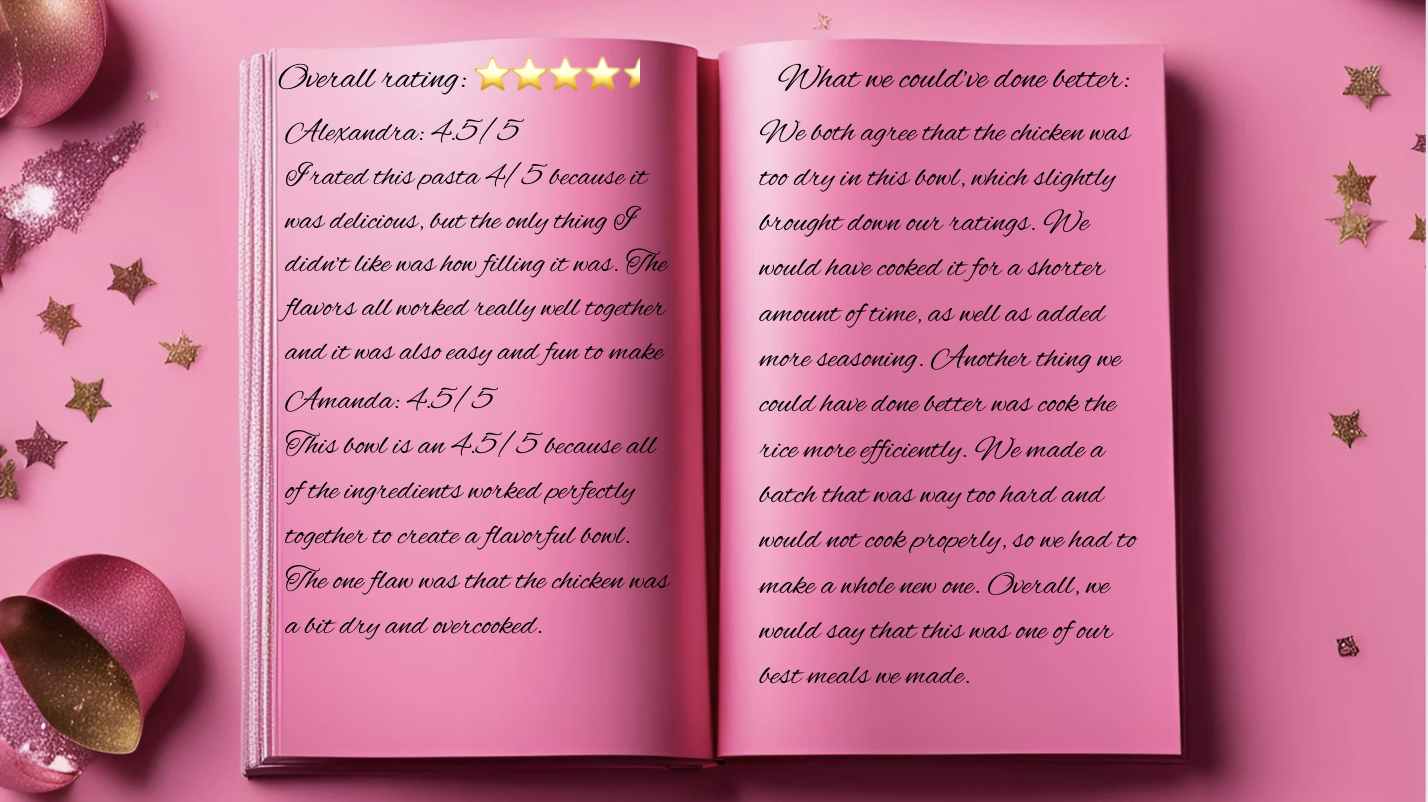 Overall rating: ⭐⭐⭐⭐
Alexandra: 4.5/5
I rated this pasta 4/5 because it
was delicious, but the only thing I
didn't like was how filling it was. The
flavors all worked really well together
and it was also easy and fun to make
Amanda: 4.5/5
This bowl is an 4.5/5 because all
of the ingredients worked perfectly
together to create a flavorful bowl.
The one flaw was that the chicken was
a bit dry and overcooked.
What we could've done better:
We both agree that the chicken was
too dry in this bowl, which slightly
brought down our ratings. We
would have cooked it for a shorter
amount of time, as well as added
more seasoning. Another thing we
could have done better was cook the
rice more efficiently. We made a
batch that was way too hard and
would not cook properly, so we had to
make a whole new one. Overall, we
would say that this was one of our
best meals we made.